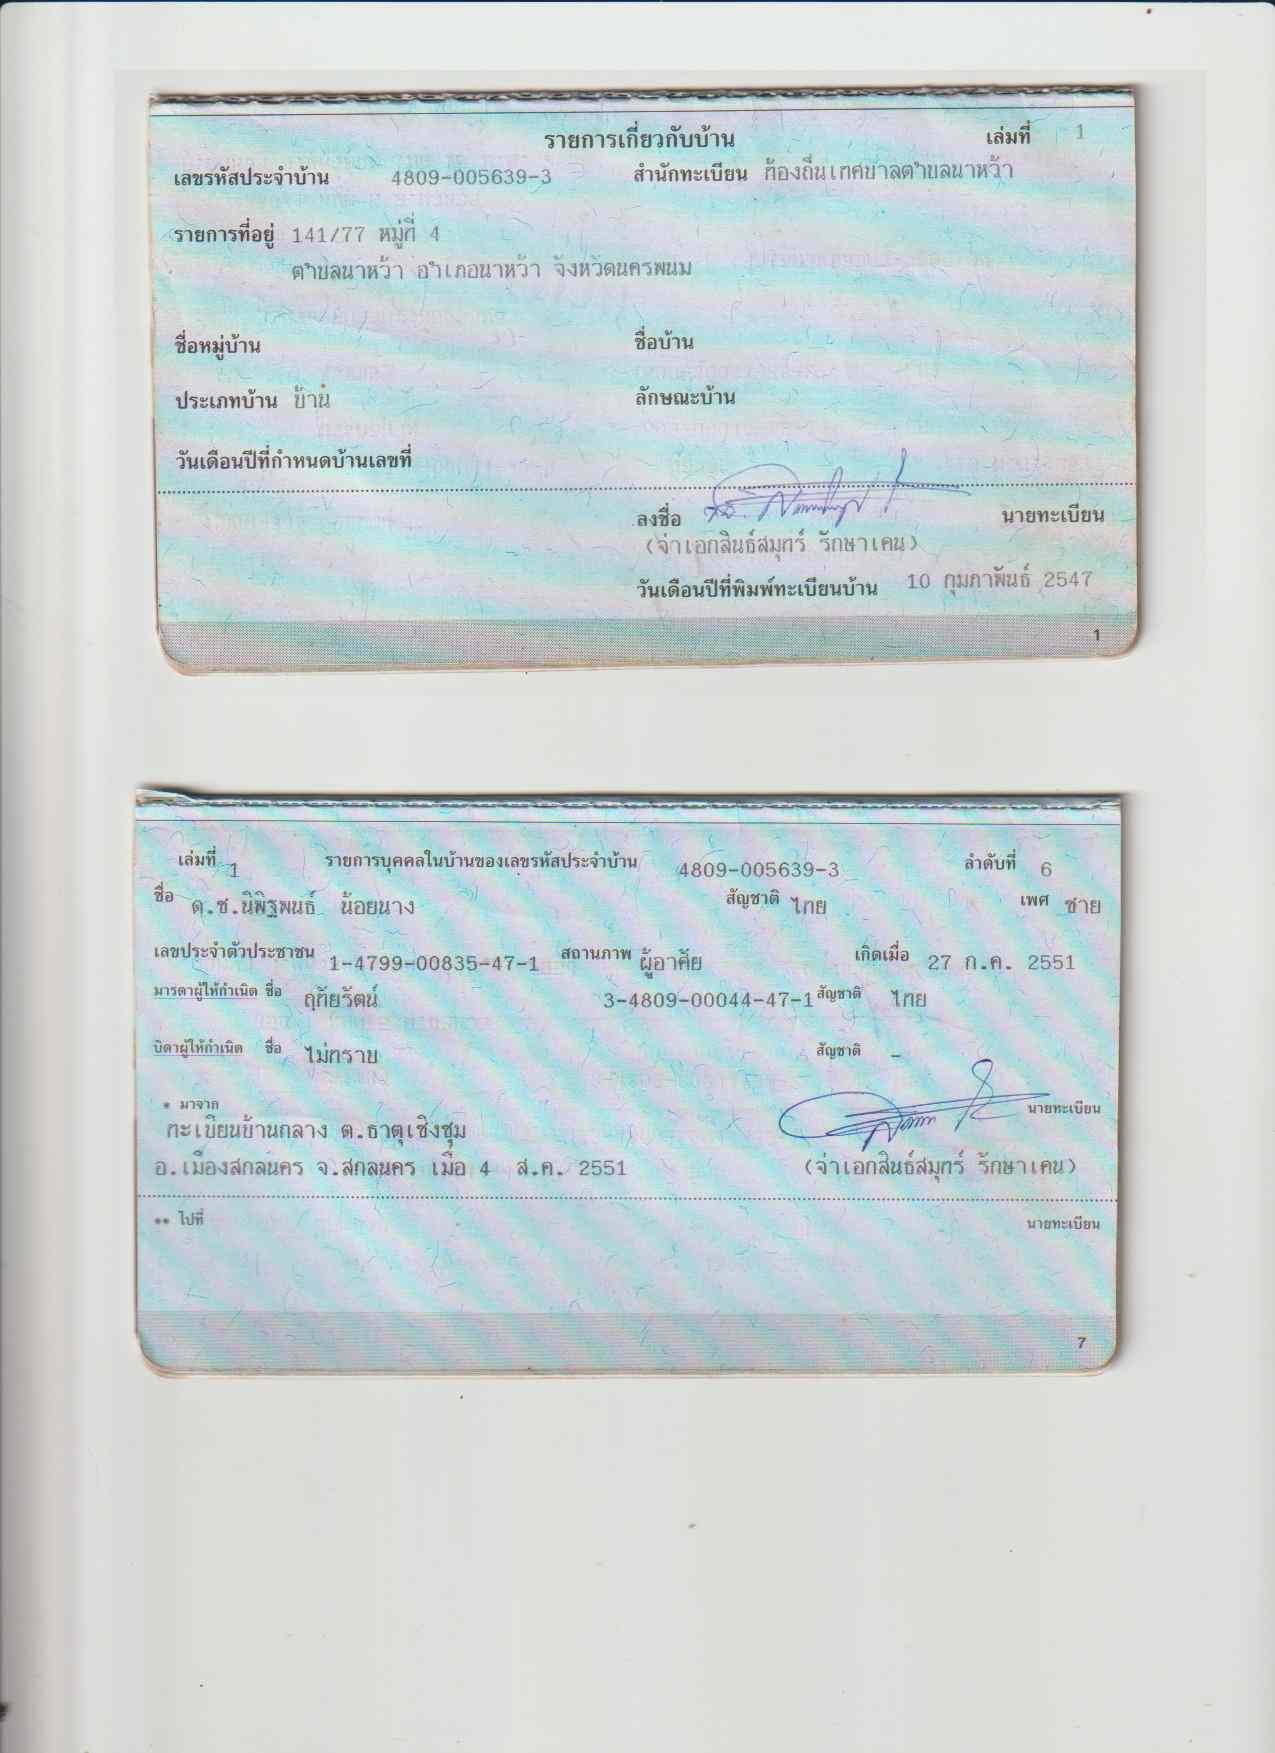 รายการเกี่ยวกับบ้าน เล่มที่ 1
เลขรหัสประจำบ้าน 4809-005639-3 สำนักทะเบียน ท้องถิ่นเทศบาลตำบลนาหว้า
รายการที่อยู่ 141/77 หมู่ที่ 4
ตำบลนาหว้า อำเภอนาหว้า จังหวัดนครพนม
ชื่อหมู่บ้าน ชื่อบ้าน
ประเภทบ้าน บ้าน ลักษณะบ้าน
วันเดือนปีที่กำหนดบ้านเลขที่
ลงชื่อ นายทะเบียน
(จ่าเอกสินธ์สมุทร์ รักษาเคน)
วันเดือนปีที่พิมพ์ทะเบียนบ้าน 10 กุมภาพันธ์ 2547
1
เล่มที่ 1 รายการบุคคลในบ้านของเลขรหัสประจำบ้าน 4809-005639-3 ลำดับที่ 6
ชื่อ ด.ช.นิพิฐพนธ์ น้อยนาง สัญชาติ ไทย เพศ ชาย
เลขประจำตัวประชาชน 1-4799-00835-47-1 สถานภาพ ผู้อาศัย เกิดเมื่อ 27 ก.ค. 2551
มารดาผู้ให้กำเนิด ชื่อ ฤทัยรัตน์ 3-4809-00044-47-1 สัญชาติ ไทย
บิดาผู้ให้กำเนิด ชื่อ ไม่ทราบ สัญชาติ -
* มาจาก นายทะเบียน
ทะเบียนบ้านกลาง ต.ธาตุเชิงชุม
อ.เมืองสกลนคร จ.สกลนคร เมื่อ 4 ส.ค. 2551 (จ่าเอกสินธ์สมุทร์ รักษาเคน)
** ไปที่ นายทะเบียน
7